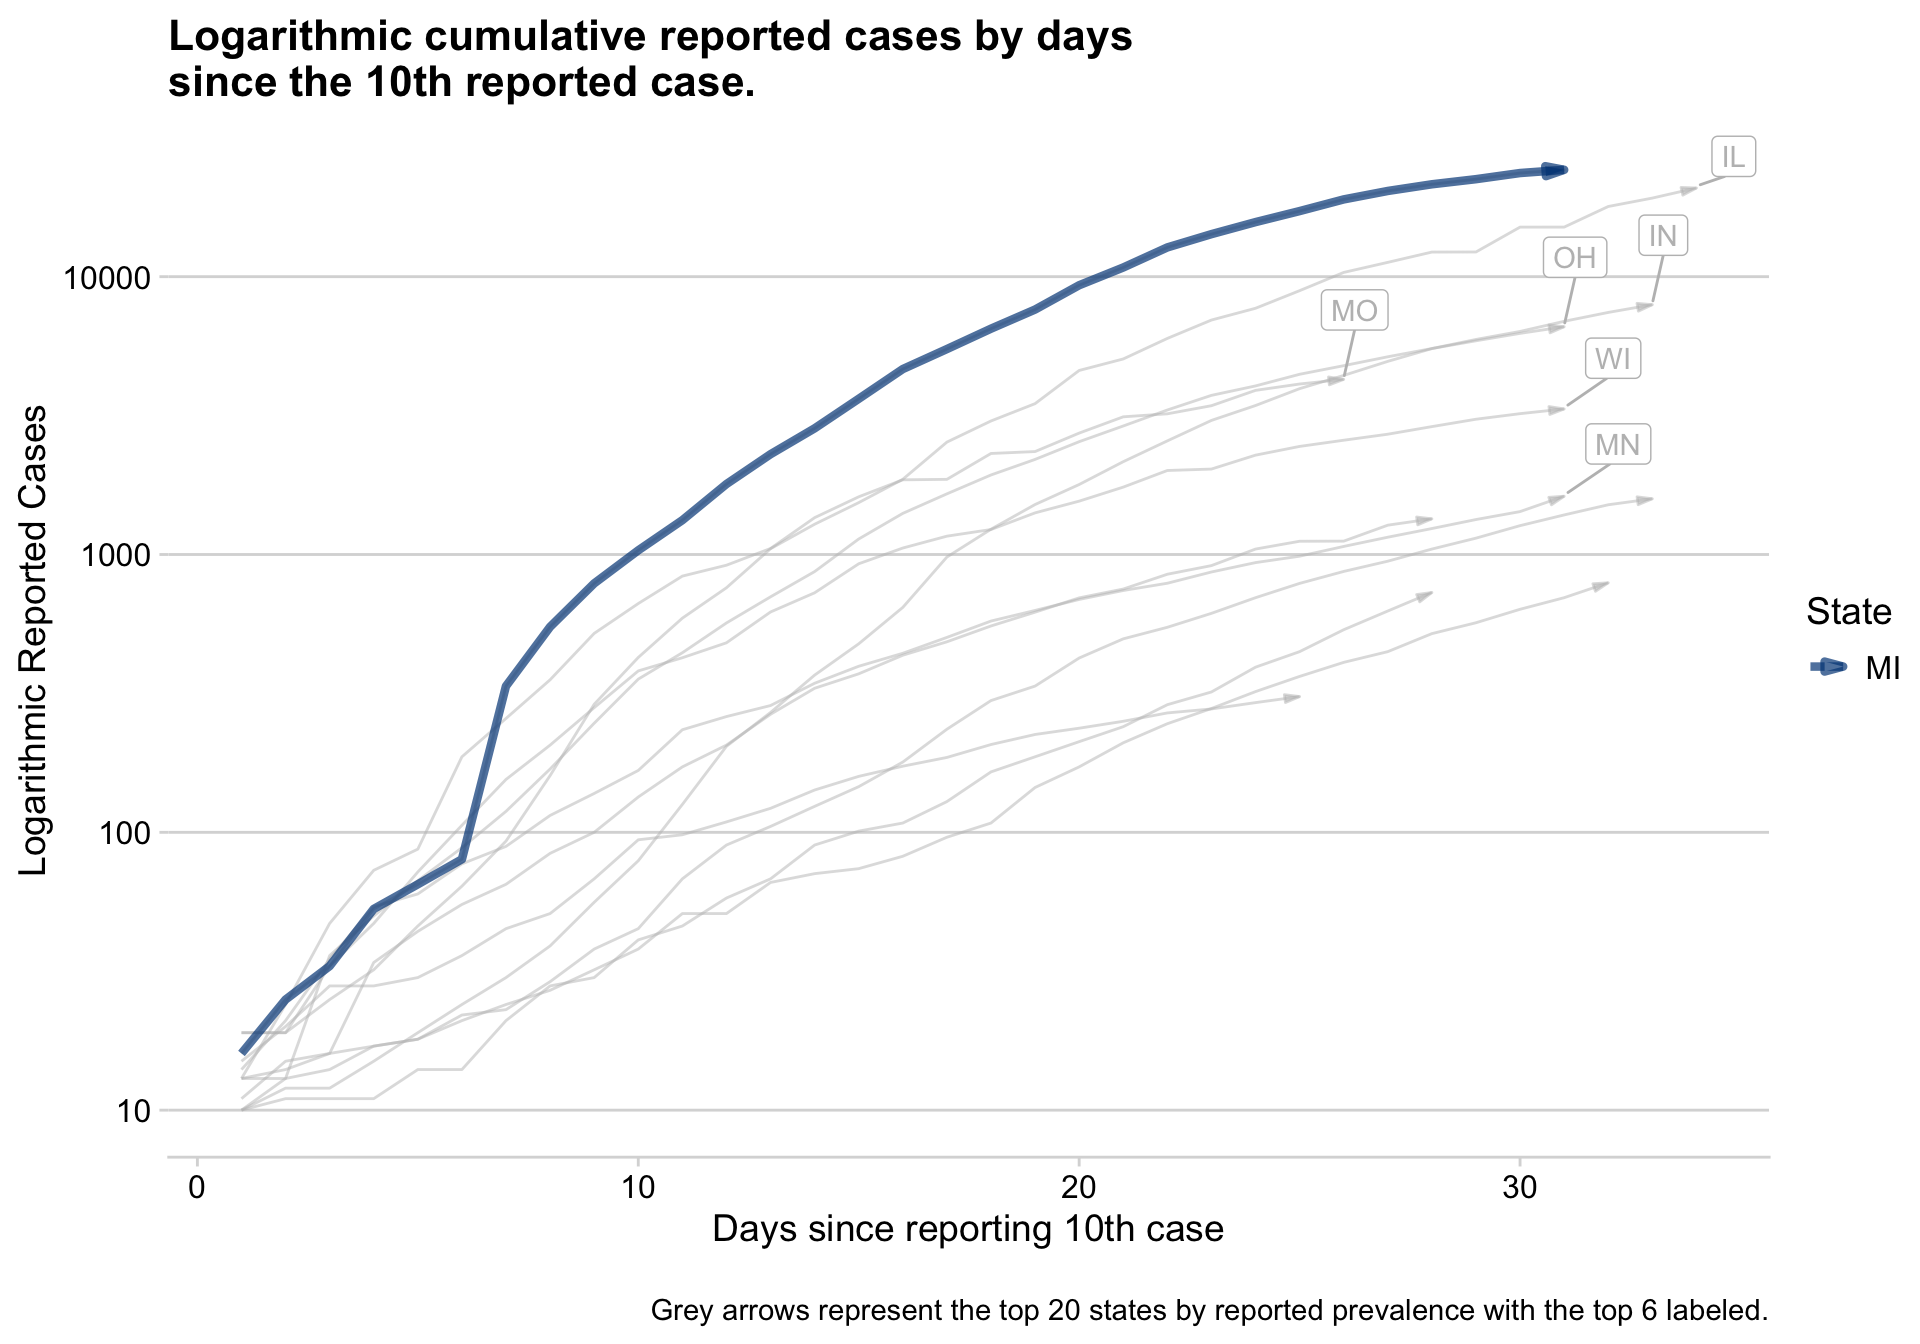 Logarithmic cumulative reported cases by days
since the 10th reported case.
IL
IN
OH
MO
WI
MN
10000
1000
100
10
Logarithmic Reported Cases
State
MI
0
10
20
30
Days since reporting 10th case
Grey arrows represent the top 20 states by reported prevalence with the top 6 labeled.